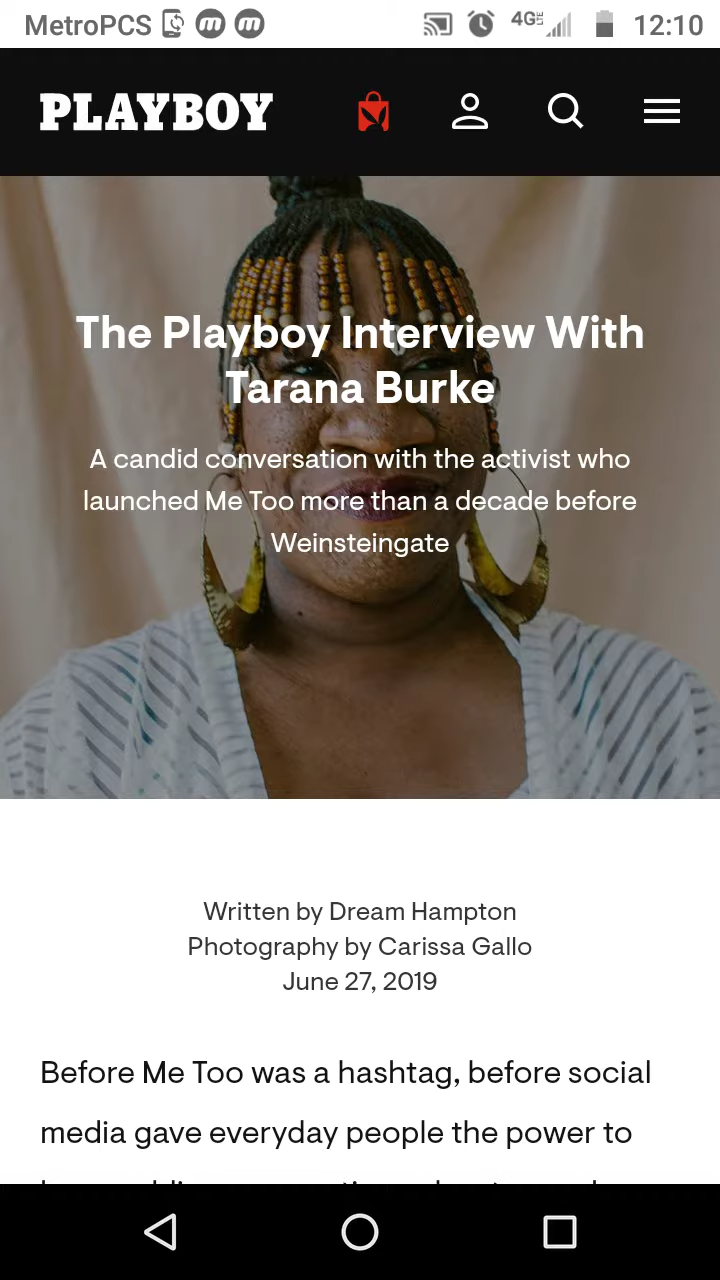 MetroPCS
4G LTE
12:10
PLAYBOY
The Playboy Interview With
Tarana Burke
A candid conversation with the activist who
launched Me Too more than a decade before
Weinsteingate
Written by Dream Hampton
Photography by Carissa Gallo
June 27, 2019
Before Me Too was a hashtag, before social
media gave everyday people the power to